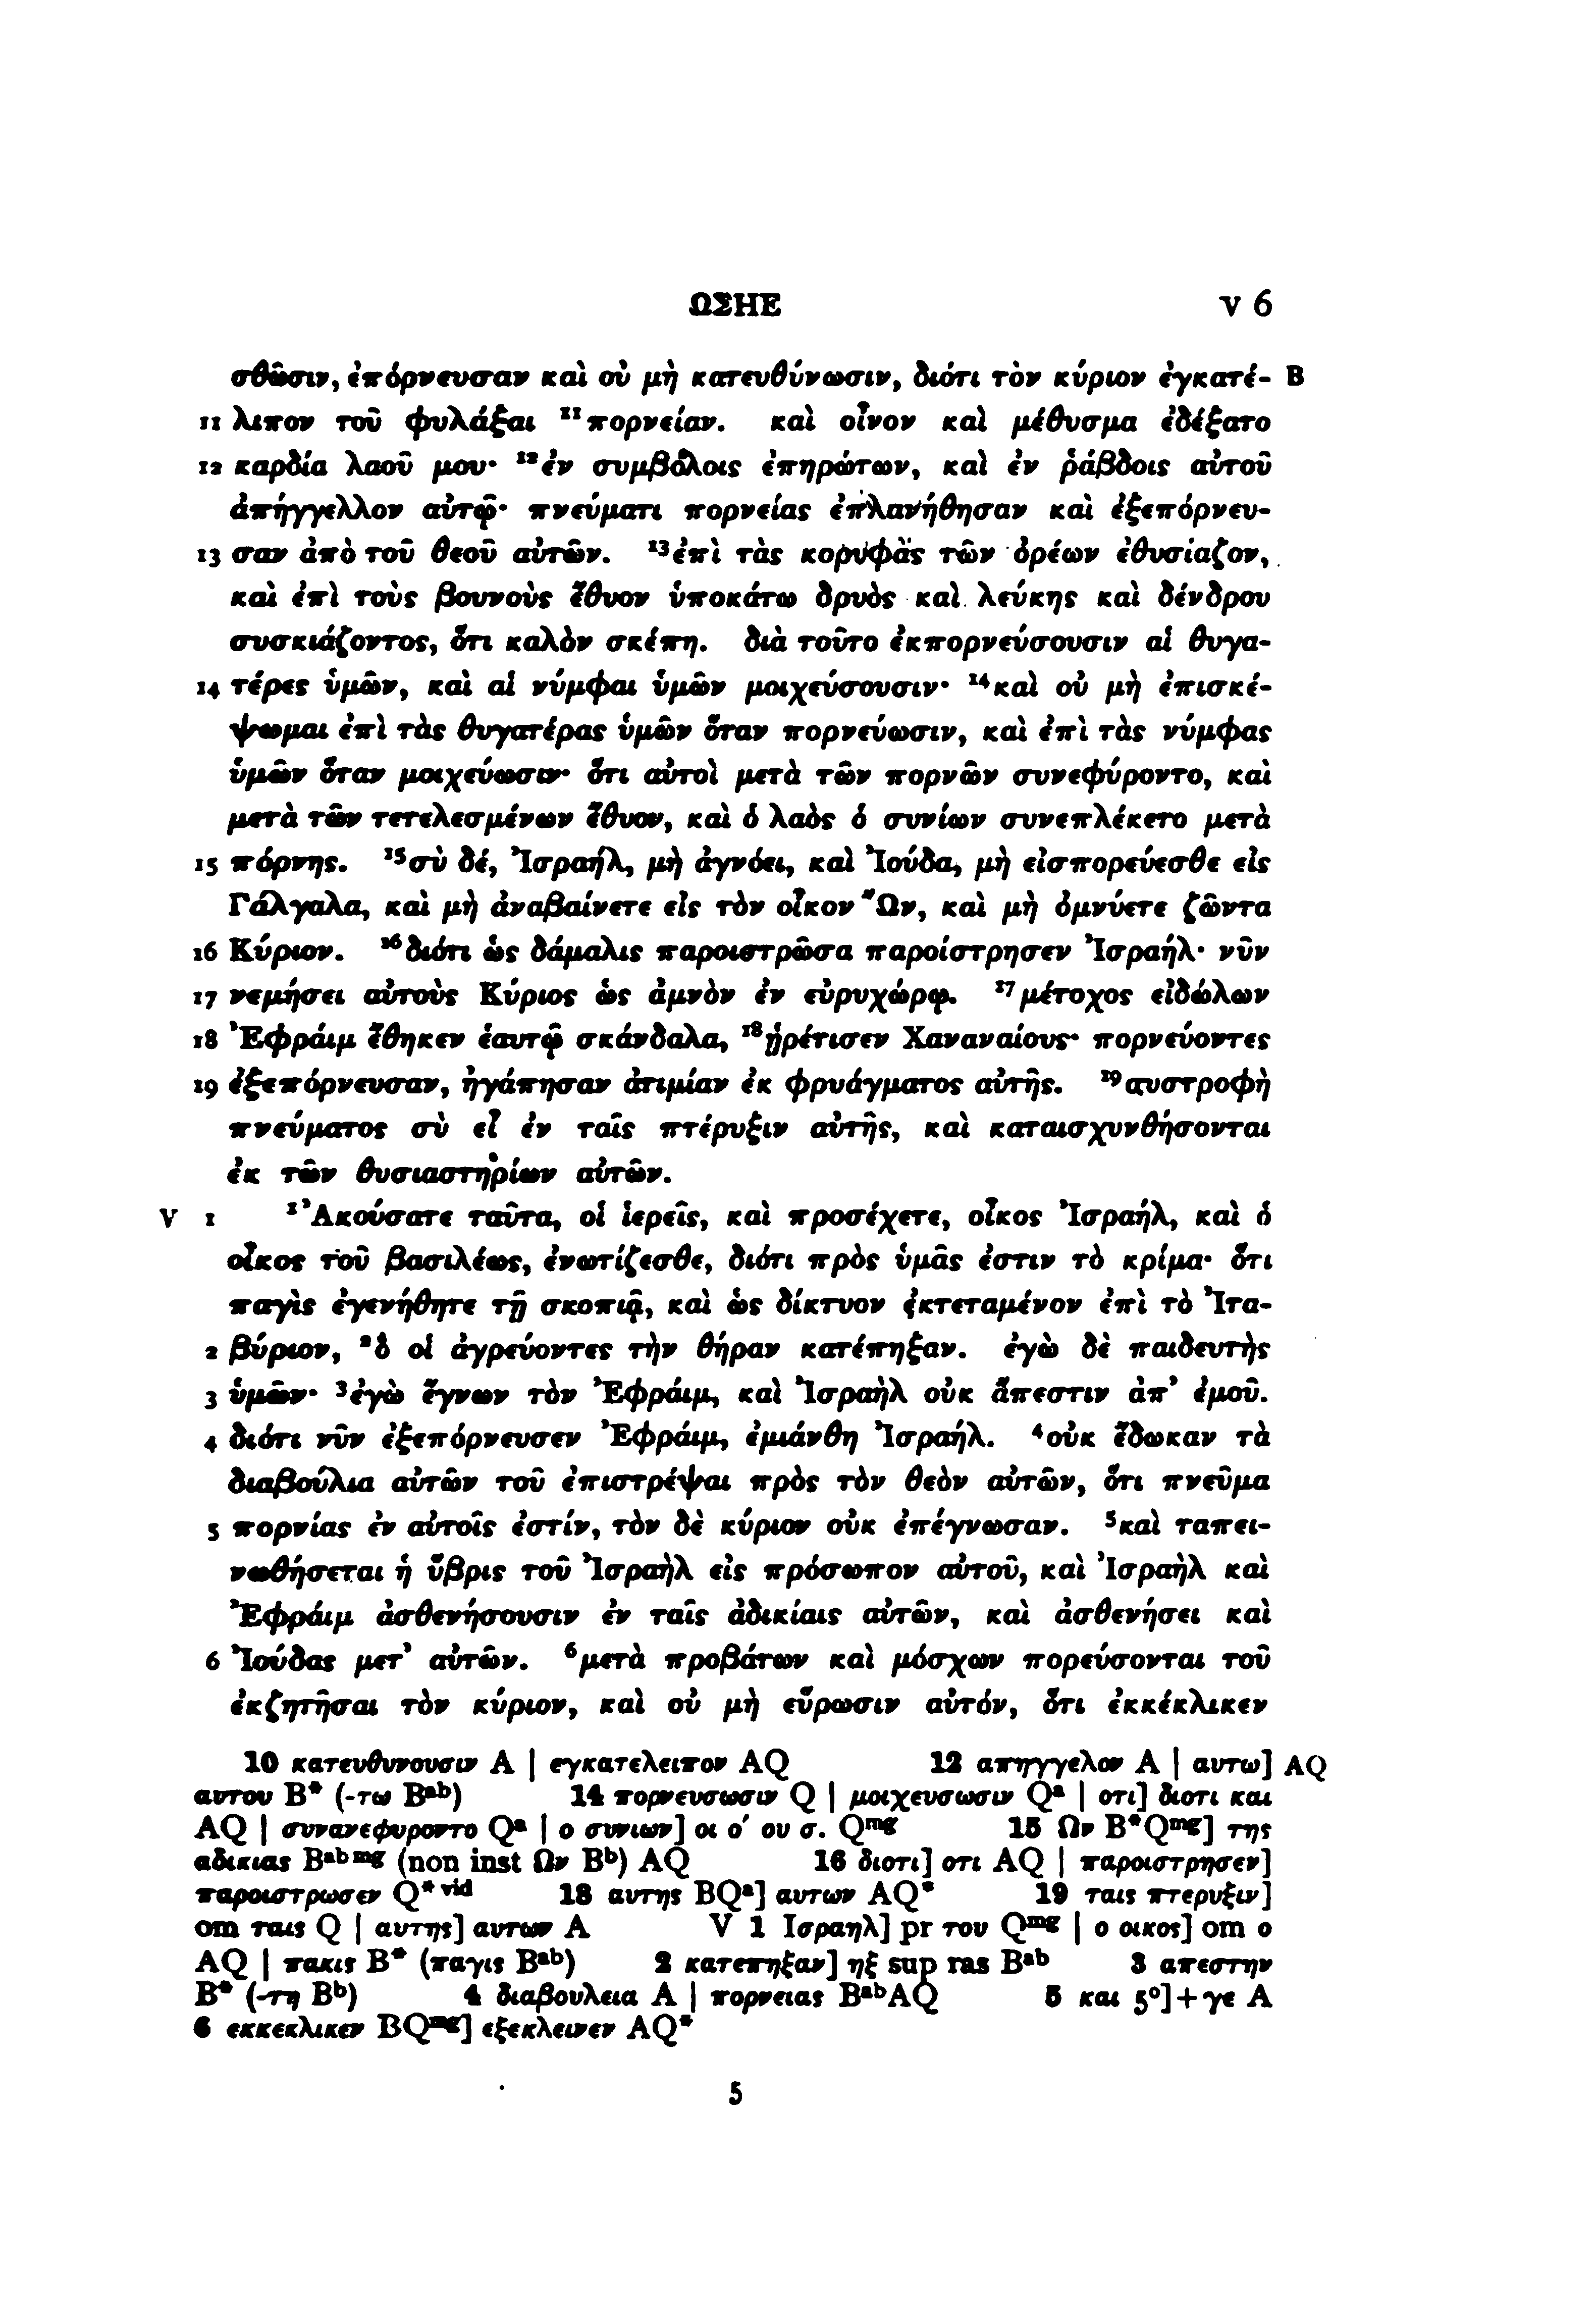 ΩΣΗΕ V 6
σθῶσιν, ἐπόρνευσαν καὶ οὐ μὴ κατευθύνωσιν, διότι τὸν κύριον ἐγκατέ- B
11 λιπον τοῦ φυλάξαι ¹¹πορνείαν. καὶ οἶνον καὶ μέθυσμα ἐδέξατο
12 καρδία λαοῦ μου· ¹²ἐν συμβόλοις ἐπηρώτων, καὶ ἐν ῥάβδοις αὐτοῦ
ἀπήγγελλον αὐτῷ· πνεύματι πορνείας ἐπλανήθησαν καὶ ἐξεπόρνευ-
13 σαν ἀπὸ τοῦ θεοῦ αὐτῶν. ¹³ἐπὶ τὰς κορυφὰς τῶν ὀρέων ἐθυσίαζον,
καὶ ἐπὶ τοὺς βουνοὺς ἔθυον ὑποκάτω δρυὸς καὶ λεύκης καὶ δένδρου
συσκιάζοντος, ὅτι καλὸν σκέπη. διὰ τοῦτο ἐκπορνεύσουσιν αἱ θυγα-
14 τέρες ὑμῶν, καὶ αἱ νύμφαι ὑμῶν μοιχεύσουσιν· ¹⁴καὶ οὐ μὴ ἐπισκέ-
ψωμαι ἐπὶ τὰς θυγατέρας ὑμῶν ὅταν πορνεύωσιν, καὶ ἐπὶ τὰς νύμφας
ὑμῶν ὅταν μοιχεύωσιν· ὅτι αὐτοὶ μετὰ τῶν πορνῶν συνεφύροντο, καὶ
μετὰ τῶν τετελεσμένων ἔθυον, καὶ ὁ λαὸς ὁ συνίων συνεπλέκετο μετὰ
15 πόρνης. ¹⁵σὺ δέ, Ἰσραήλ, μὴ ἀγνόει, καὶ Ἰούδα, μὴ εἰσπορεύεσθε εἰς
Γάλγαλα, καὶ μὴ ἀναβαίνετε εἰς τὸν οἶκον Ὤν, καὶ μὴ ὀμνύετε ζῶντα
16 Κύριον. ¹⁶διότι ὡς δάμαλις παροιστρῶσα παροίστρησεν Ἰσραήλ· νῦν
17 νεμήσει αὐτοὺς Κύριος ὡς ἀμνὸν ἐν εὐρυχώρῳ. ¹⁷μέτοχος εἰδώλων
18 Ἐφράιμ ἔθηκεν ἑαυτῷ σκάνδαλα, ¹⁸ᾑρέτισεν Χαναναίους· πορνεύοντες
19 ἐξεπόρνευσαν, ἠγάπησαν ἀτιμίαν ἐκ φρυάγματος αὐτῆς. ¹⁹συστροφὴ
πνεύματος σὺ εἶ ἐν ταῖς πτέρυξιν αὐτῆς, καὶ καταισχυνθήσονται
ἐκ τῶν θυσιαστηρίων αὐτῶν.
V 1 ¹Ἀκούσατε ταῦτα, οἱ ἱερεῖς, καὶ προσέχετε, οἶκος Ἰσραήλ, καὶ ὁ
οἶκος τοῦ βασιλέως, ἐνωτίζεσθε, διότι πρὸς ὑμᾶς ἐστιν τὸ κρίμα· ὅτι
παγὶς ἐγενήθητε τῇ σκοπιᾷ, καὶ ὡς δίκτυον ἐκτεταμένον ἐπὶ τὸ Ἰτα-
2 βύριον, ²ὃ οἱ ἀγρεύοντες τὴν θήραν κατέπηξαν. ἐγὼ δὲ παιδευτὴς
3 ὑμῶν· ³ἐγὼ ἔγνων τὸν Ἐφράιμ, καὶ Ἰσραὴλ οὐκ ἄπεστιν ἀπ’ ἐμοῦ.
4 διότι νῦν ἐξεπόρνευσεν Ἐφράιμ, ἐμιάνθη Ἰσραήλ. ⁴οὐκ ἔδωκαν τὰ
διαβούλια αὐτῶν τοῦ ἐπιστρέψαι πρὸς τὸν θεὸν αὐτῶν, ὅτι πνεῦμα
5 πορνίας ἐν αὐτοῖς ἐστίν, τὸν δὲ κύριον οὐκ ἐπέγνωσαν. ⁵καὶ ταπει-
νωθήσεται ἡ ὕβρις τοῦ Ἰσραὴλ εἰς πρόσωπον αὐτοῦ, καὶ Ἰσραὴλ καὶ
Ἐφράιμ ἀσθενήσουσιν ἐν ταῖς ἀδικίαις αὐτῶν, καὶ ἀσθενήσει καὶ
6 Ἰούδας μετ’ αὐτῶν. ⁶μετὰ προβάτων καὶ μόσχων πορεύσονται τοῦ
ἐκζητῆσαι τὸν κύριον, καὶ οὐ μὴ εὕρωσιν αὐτόν, ὅτι ἐκκέκλικεν
10 κατευθυνουσιν A | εγκατελειπον AQ 12 απηγγελον A | αυτω] AQ
αυτου B* (-τω Bᵃᵇ) 14 πορνευσωσιν Q | μοιχευσωσιν Qᵃ | οτι] διοτι και
AQ | συνανεφυροντο Qᵃ | ο συνιων] οι ο′ ου σ. Qᵐᵍ 15 Ων B*Qᵐᵍ] της
αδικιας Bᵃᵇᵐᵍ (non inst Ων Bᵇ) AQ 16 διοτι] οτι AQ | παροιστρησεν]
παροιστρωσεν Q*ᵛⁱᵈ 18 αυτης BQᵃ] αυτων AQ* 19 ταις πτερυξιν]
om ταις Q | αυτης] αυτων A V 1 Ισραηλ] pr του Qᵐᵍ | ο οικος] om ο
AQ | πακις B* (παγις Bᵃᵇ) 2 κατεπηξαν] ηξ sup ras Bᵃᵇ 3 απεστην
B* (-τη Bᵇ) 4 διαβουλεια A | πορνειας BᵃᵇAQ 5 και 5°]+γε A
6 εκκεκλικεν BQᵐᵍ] εξεκλεινεν AQ*
5